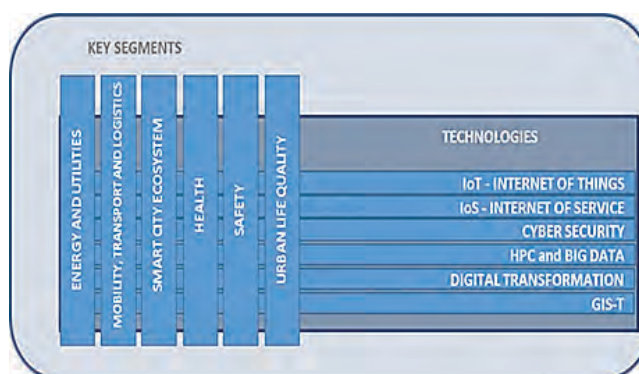 KEY SEGMENTS
ENERGY AND UTILITIES
MOBILITY, TRANSPORT AND LOGISTICS
SMART CITY ECOSYSTEM
HEALTH
SAFETY
URBAN LIFE QUALITY
TECHNOLOGIES
IoT - INTERNET OF THINGS
IoS - INTERNET OF SERVICE
CYBER SECURITY
HPC and BIG DATA
DIGITAL TRANSFORMATION
GIS-T